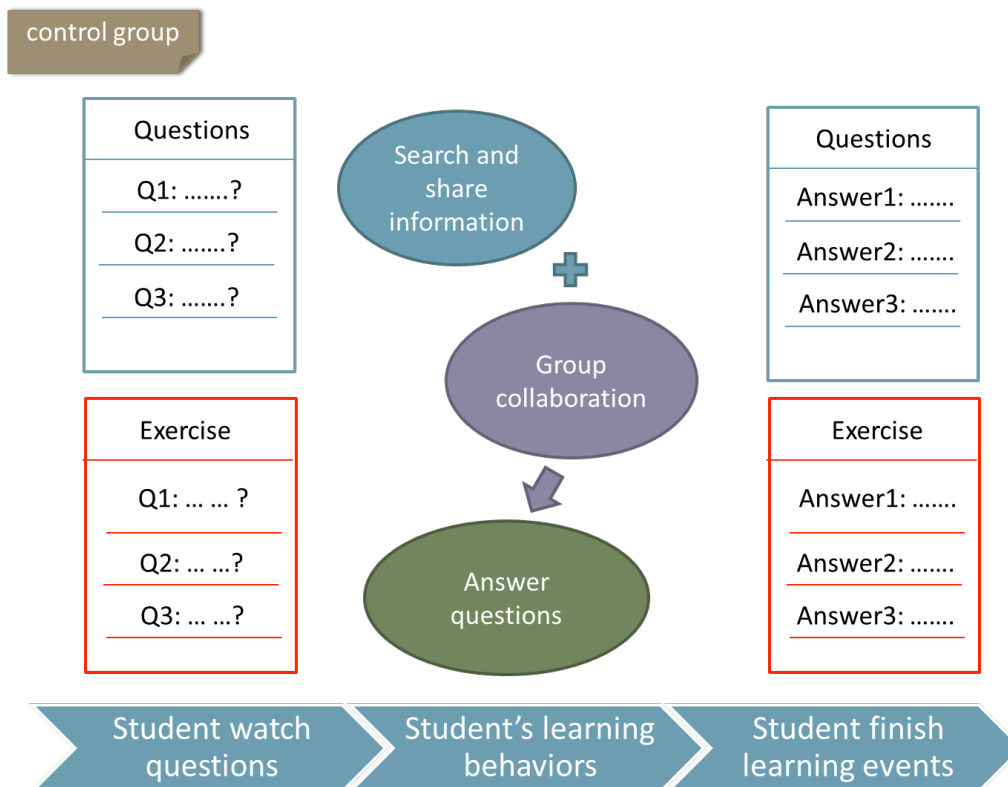 control group
Questions
Q1: .......?
Q2: .......?
Q3: .......?
Exercise
Q1: ... ... ?
Q2: ... ...?
Q3: ... ...?
Search and
share
information
Group
collaboration
Answer
questions
Questions
Answer1: .......
Answer2: .......
Answer3: .......
Exercise
Answer1: .......
Answer2: .......
Answer3: .......
Student watch
questions
Student’s learning
behaviors
Student finish
learning events